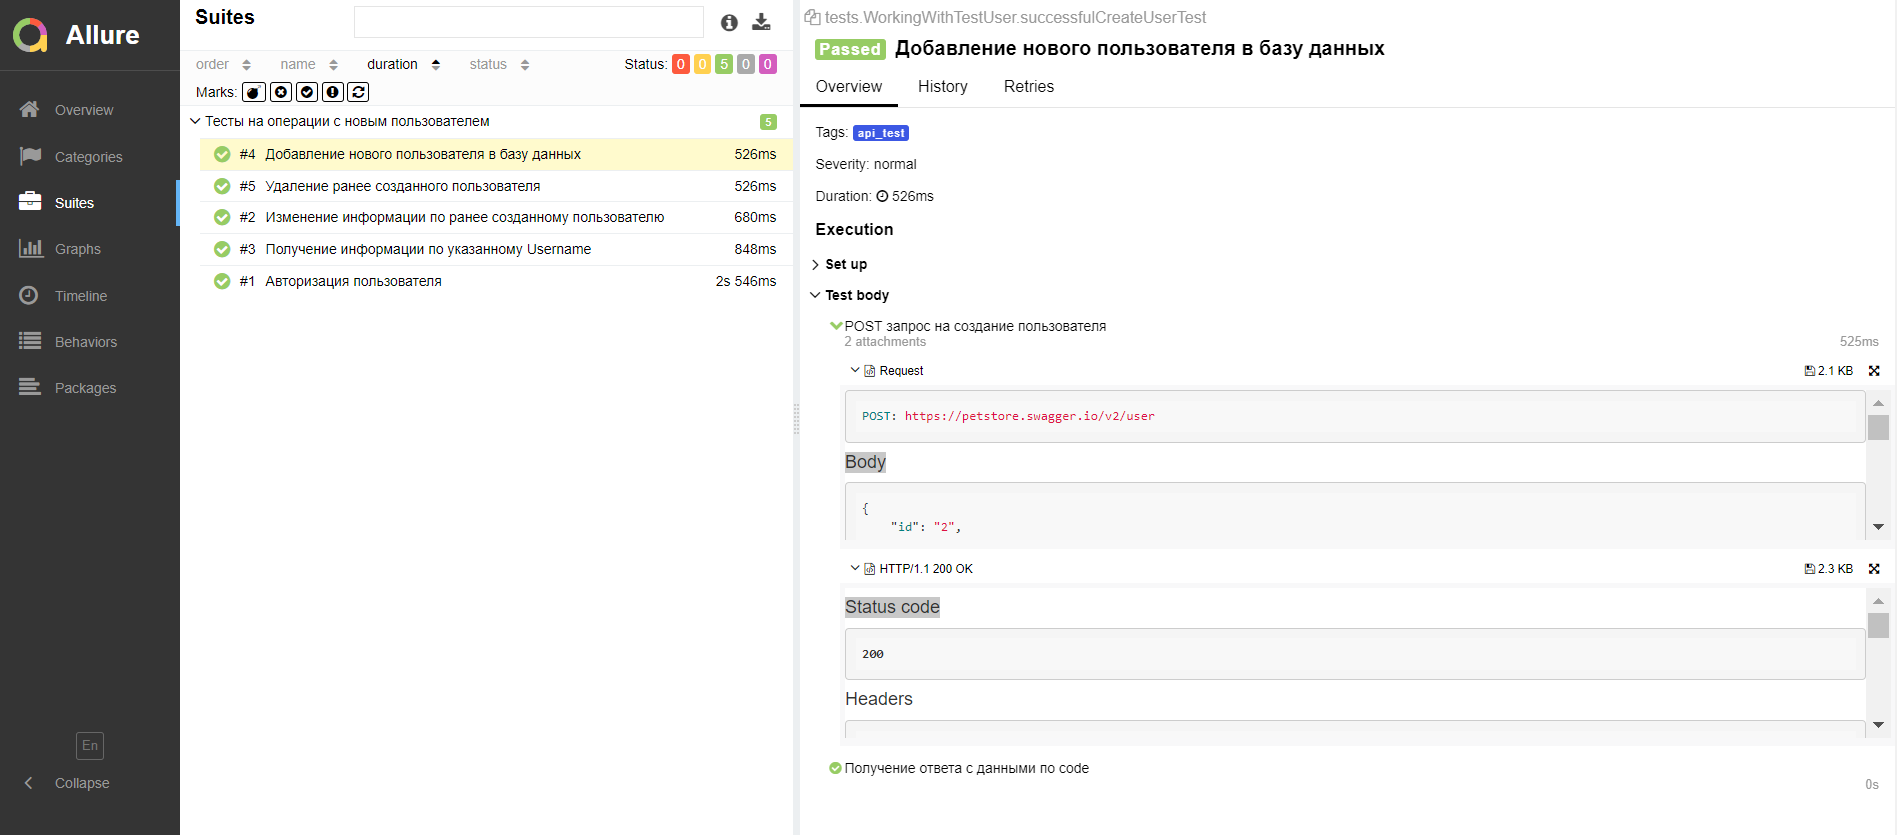 Allure
Overview
Categories
Suites
Graphs
Timeline
Behaviors
Packages
En
Collapse
Suites
order name duration status Status: 0 0 5 0 0
Marks:
Тесты на операции с новым пользователем 5
#4 Добавление нового пользователя в базу данных 526ms
#5 Удаление ранее созданного пользователя 526ms
#2 Изменение информации по ранее созданному пользователю 680ms
#3 Получение информации по указанному Username 848ms
#1 Авторизация пользователя 2s 546ms
tests.WorkingWithTestUser.successfulCreateUserTest
Passed Добавление нового пользователя в базу данных
Overview History Retries
Tags: api_test
Severity: normal
Duration: 526ms
Execution
Set up
Test body
POST запрос на создание пользователя
2 attachments 525ms
Request 2.1 KB
POST: https://petstore.swagger.io/v2/user
Body
{
"id": "2",
HTTP/1.1 200 OK 2.3 KB
Status code
200
Headers
Получение ответа с данными по code
0s